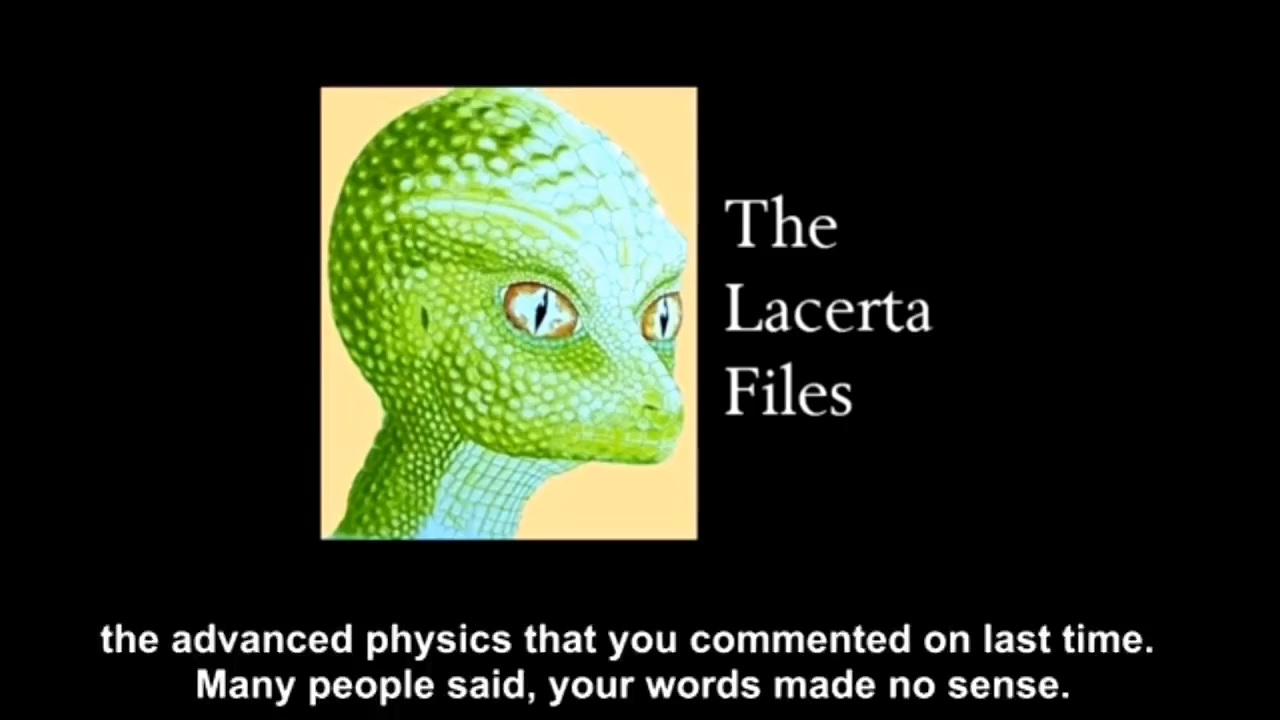 The
Lacerta
Files
the advanced physics that you commented on last time.
Many people said, your words made no sense.